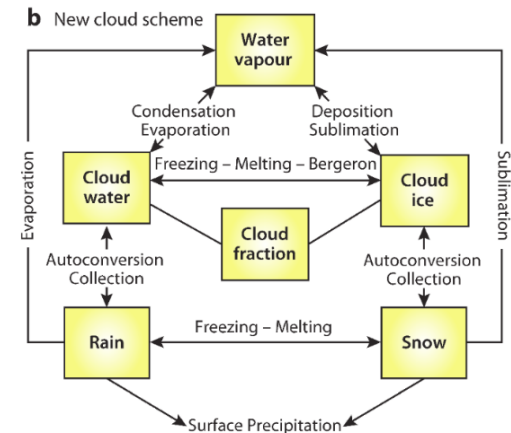 b New cloud scheme
Water
vapour
Condensation
Evaporation
Deposition
Sublimation
Freezing – Melting – Bergeron
Cloud
water
Cloud
ice
Cloud
fraction
Evaporation
Sublimation
Autoconversion
Collection
Autoconversion
Collection
Rain
Freezing – Melting
Snow
Surface Precipitation